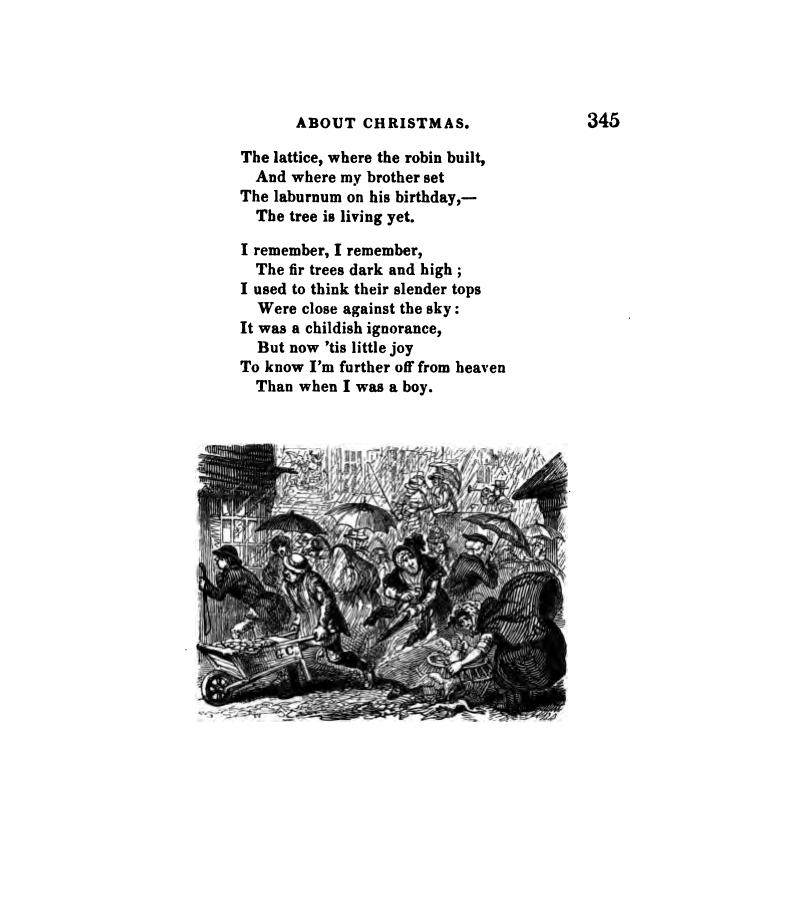 ABOUT CHRISTMAS. 345
The lattice, where the robin built,
And where my brother set
The laburnum on his birthday,—
The tree is living yet.
I remember, I remember,
The fir trees dark and high ;
I used to think their slender tops
Were close against the sky :
It was a childish ignorance,
But now 'tis little joy
To know I'm further off from heaven
Than when I was a boy.